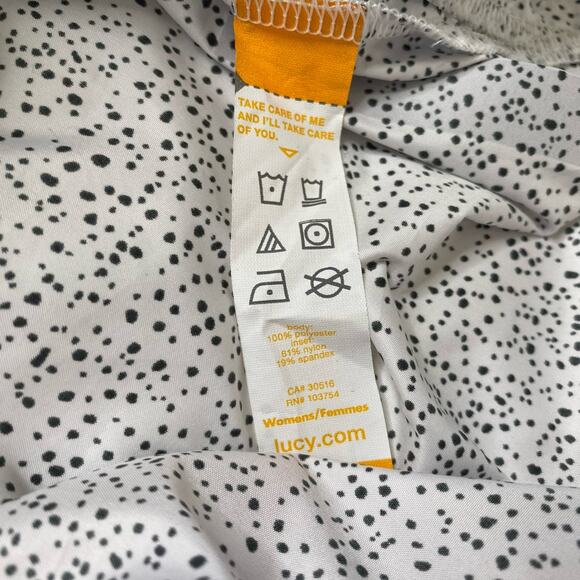 TAKE CARE OF ME
AND I'LL TAKE CARE
OF YOU.
body:
100% polyester
inset:
81% nylon
19% spandex
CA# 30516
RN# 103754
Womens/Femmes
lucy.com